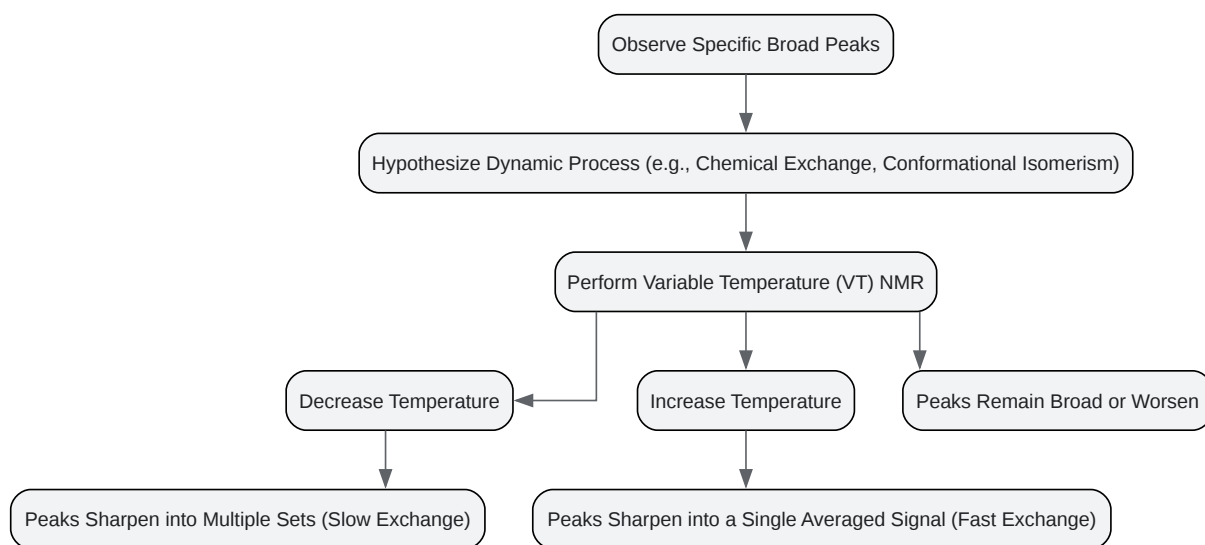 Observe Specific Broad Peaks
Hypothesize Dynamic Process (e.g., Chemical Exchange, Conformational Isomerism)
Perform Variable Temperature (VT) NMR
Decrease Temperature
Increase Temperature
Peaks Remain Broad or Worsen
Peaks Sharpen into Multiple Sets (Slow Exchange)
Peaks Sharpen into a Single Averaged Signal (Fast Exchange)